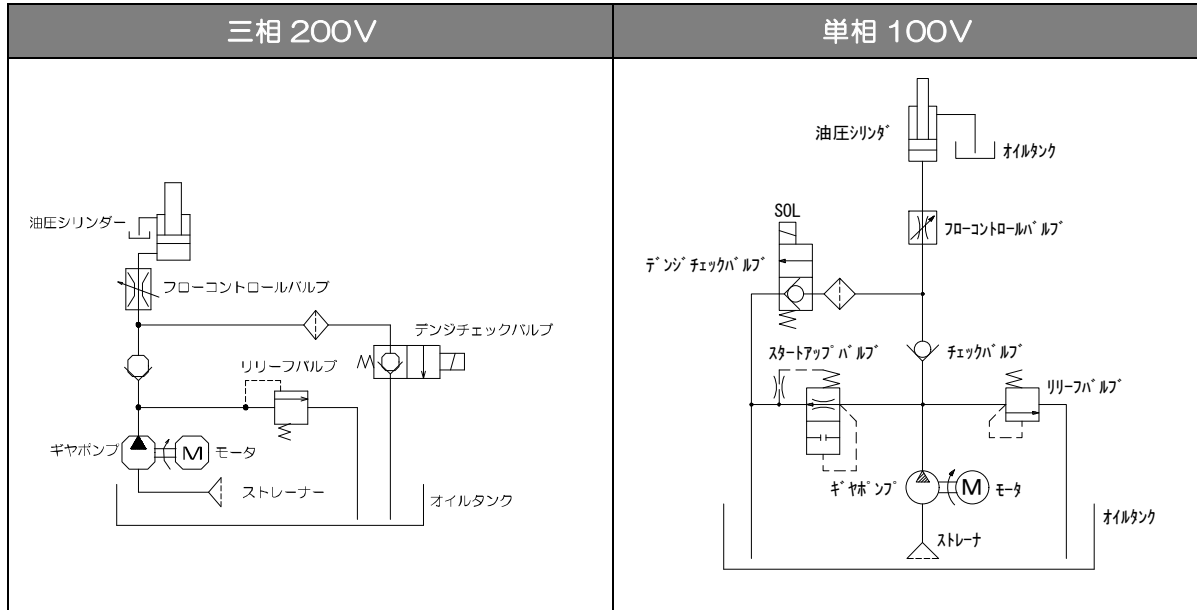 三相 200V
単相 100V
油圧シリンダー
フローコントロールバルブ
デンジチェックバルブ
リリーフバルブ
ギヤポンプ
M
モータ
ストレーナー
オイルタンク
油圧ｼﾘﾝﾀﾞ
ｵｲﾙﾀﾝｸ
SOL
ﾌﾛｰｺﾝﾄﾛｰﾙﾊﾞﾙﾌﾞ
ﾃﾞﾝｼﾞﾁｪｯｸﾊﾞﾙﾌﾞ
ｽﾀｰﾄｱｯﾌﾟﾊﾞﾙﾌﾞ
ﾁｪｯｸﾊﾞﾙﾌﾞ
ﾘﾘｰﾌﾊﾞﾙﾌﾞ
ｷﾞﾔﾎﾟﾝﾌﾟ
M
ﾓｰﾀ
ｵｲﾙﾀﾝｸ
ｽﾄﾚｰﾅ